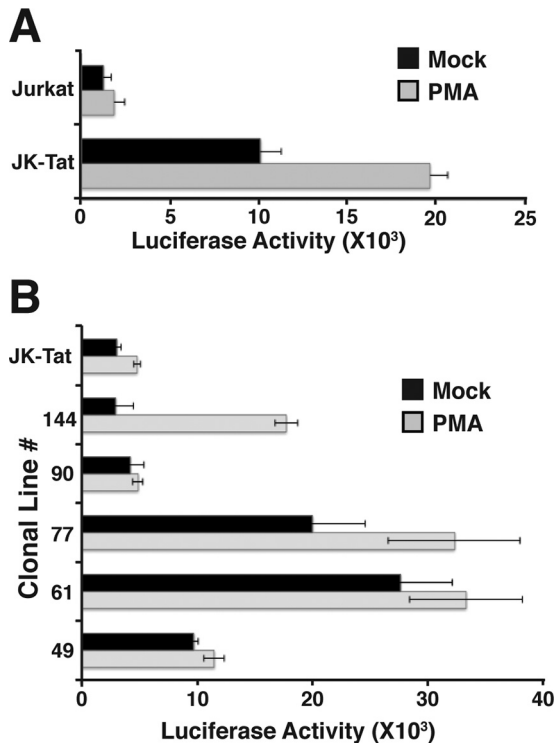 A
Mock
PMA
Jurkat
JK-Tat
0 5 10 15 20 25
Luciferase Activity (X10³)
B
Mock
PMA
Clonal Line #
JK-Tat
144
90
77
61
49
0 10 20 30 40
Luciferase Activity (X10³)